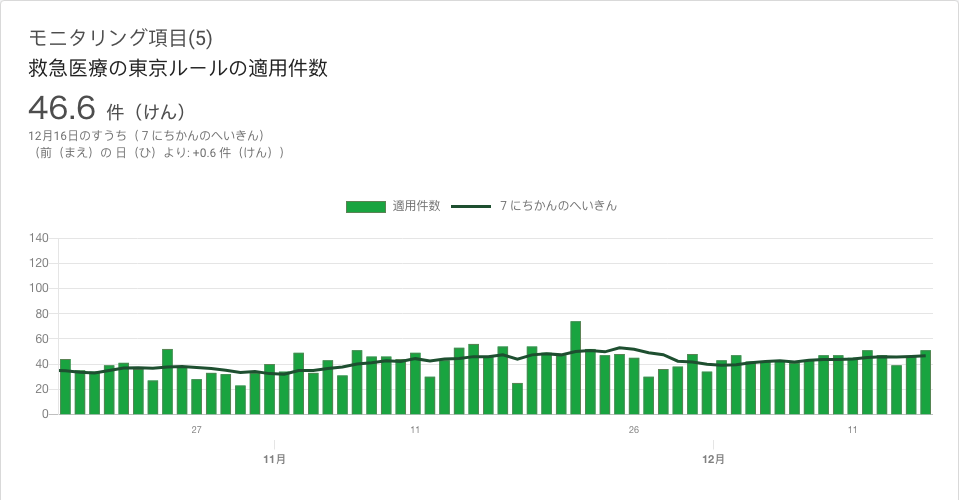 モニタリング項目(5)
救急医療の東京ルールの適用件数
46.6 件（けん）
12月16日のすうち（７にちかんのへいきん）
（前（まえ）の 日（ひ）より: +0.6 件（けん））
適用件数 ７にちかんのへいきん
140
120
100
80
60
40
20
0
27 11 26 11
11月 12月